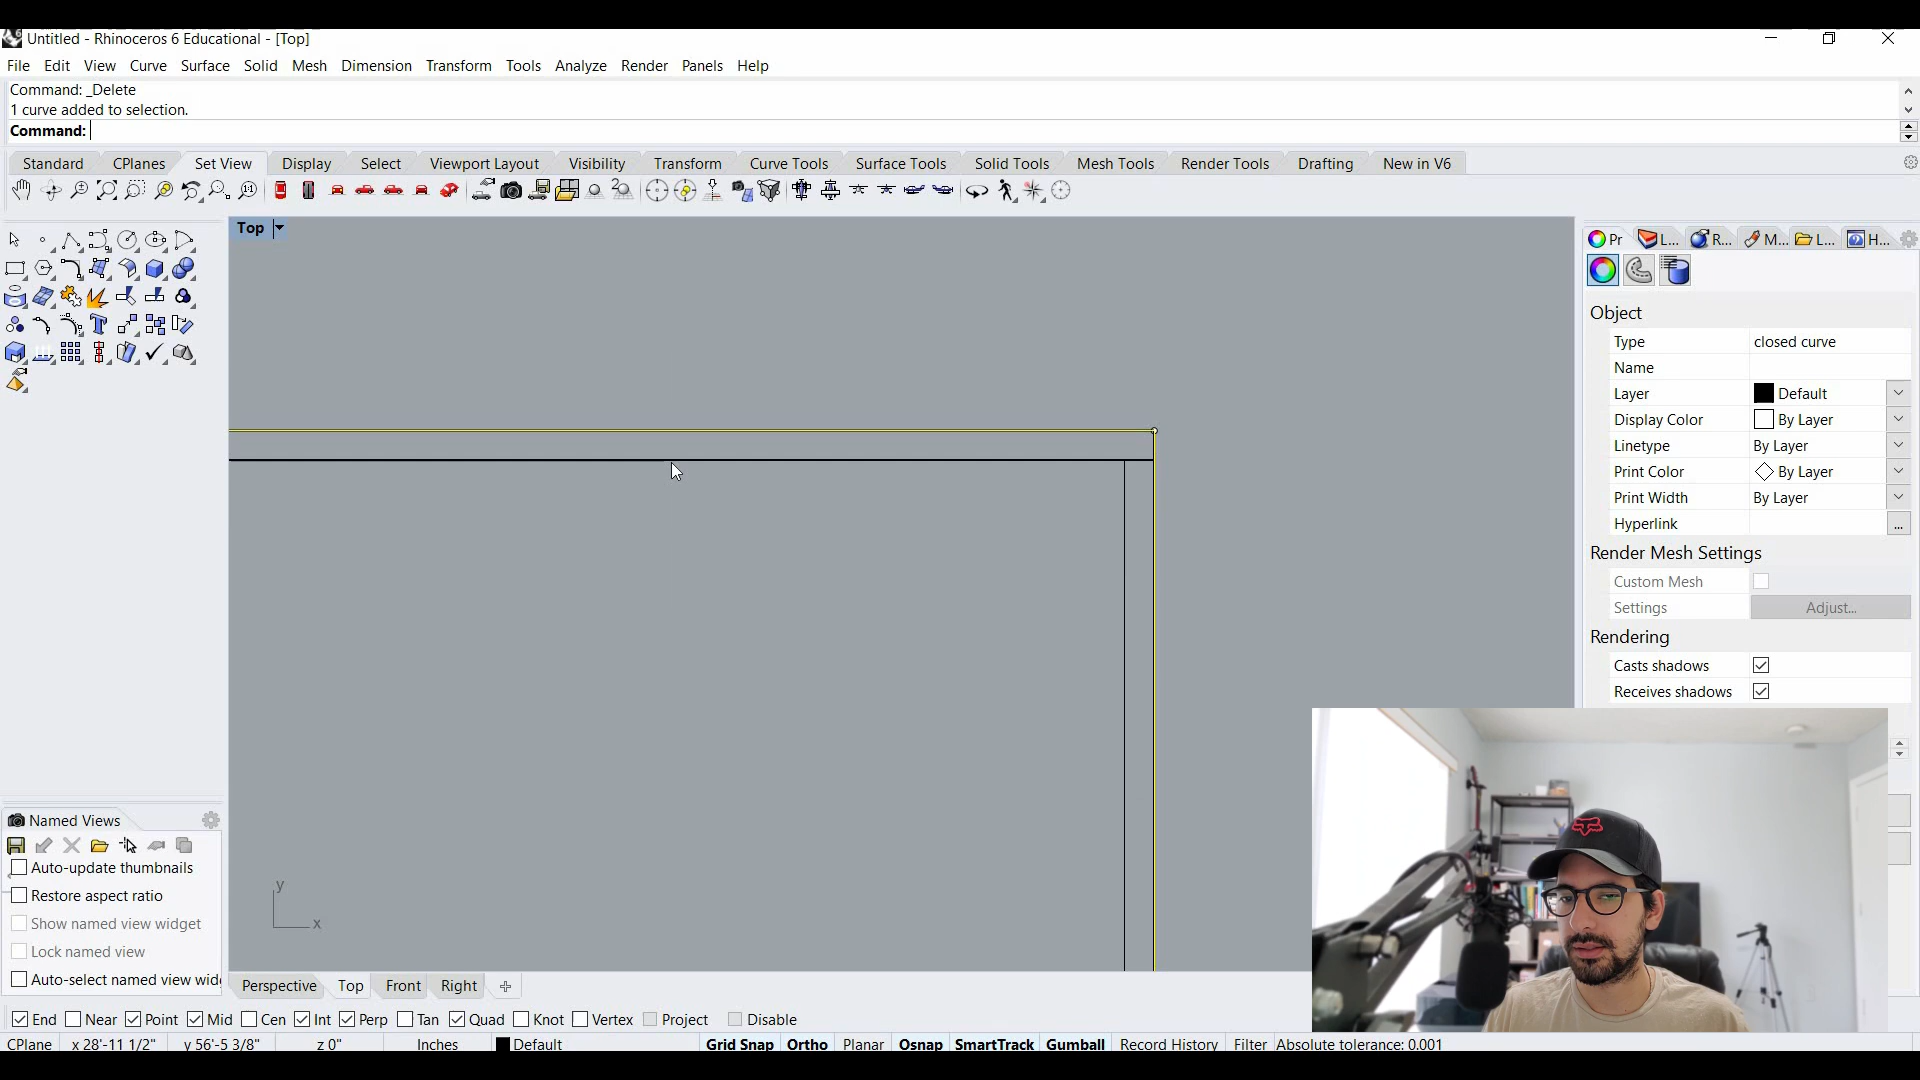 Untitled - Rhinoceros 6 Educational - [Top]
File Edit View Curve Surface Solid Mesh Dimension Transform Tools Analyze Render Panels Help
Command: _Delete
1 curve added to selection.
Command:
Standard CPlanes Set View Display Select Viewport Layout Visibility Transform Curve Tools Surface Tools Solid Tools Mesh Tools Render Tools Drafting New in V6
Top
Pr L... R... M... L... H...
Object
Type closed curve
Name
Layer Default
Display Color By Layer
Linetype By Layer
Print Color By Layer
Print Width By Layer
Hyperlink ...
Render Mesh Settings
Custom Mesh
Settings Adjust...
Rendering
Casts shadows
Receives shadows
Named Views
Auto-update thumbnails
Restore aspect ratio
Show named view widget
Lock named view
Auto-select named view wid
y
x
Perspective Top Front Right
End Near Point Mid Cen Int Perp Tan Quad Knot Vertex Project Disable
CPlane x 28'-11 1/2" y 56'-5 3/8" z 0" Inches Default Grid Snap Ortho Planar Osnap SmartTrack Gumball Record History Filter Absolute tolerance: 0.001